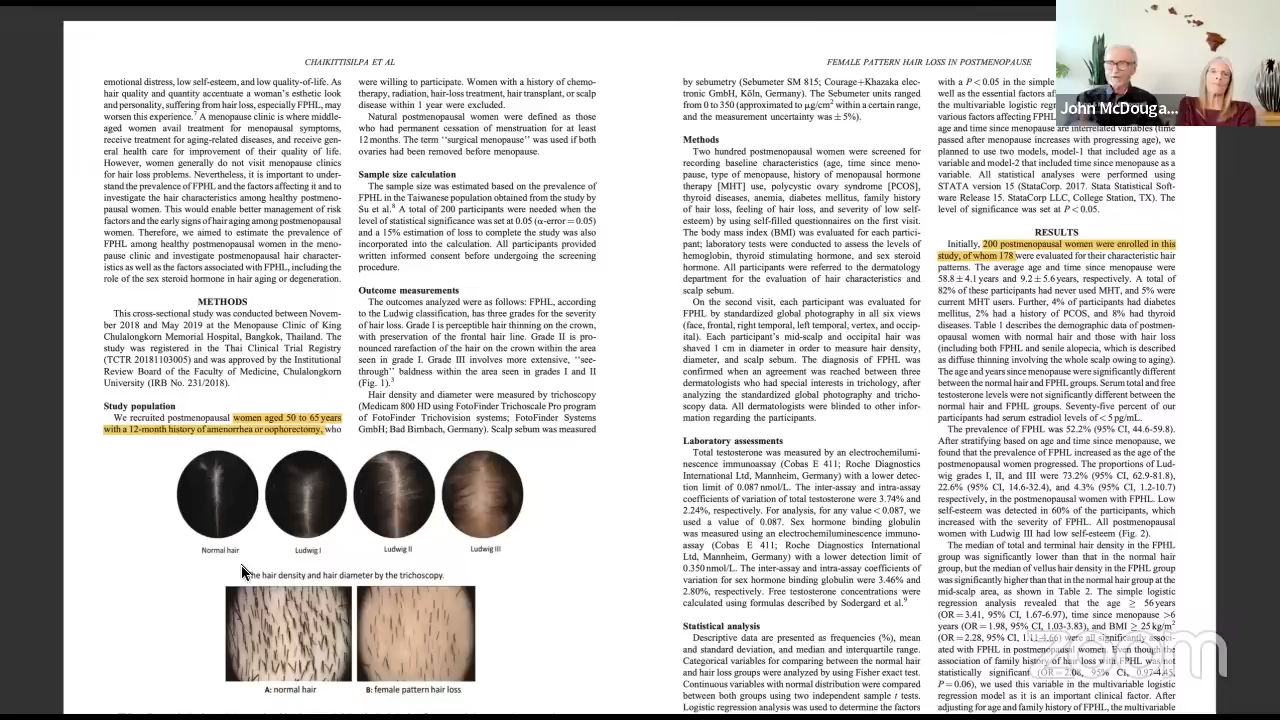 CHAIKITTISILPA ET AL
emotional distress, low self-esteem, and low quality-of-life. As
hair quality and quantity accentuate a woman's esthetic look
and personality, suffering from hair loss, especially FPHL, may
worsen this experience.7 A menopause clinic is where middle-
aged women avail treatment for menopausal symptoms,
receive treatment for aging-related diseases, and receive gen-
eral health care for improvement of their quality of life.
However, women generally do not visit menopause clinics
for hair loss problems. Nevertheless, it is important to under-
stand the prevalence of FPHL and the factors affecting it and to
investigate the hair characteristics among healthy postmeno-
pausal women. This would enable better management of risk
factors and the early signs of hair aging among postmenopausal
women. Therefore, we aimed to estimate the prevalence of
FPHL among healthy postmenopausal women in the meno-
pause clinic and investigate postmenopausal hair character-
istics as well as the factors associated with FPHL, including the
role of the sex steroid hormone in hair aging or degeneration.
METHODS
This cross-sectional study was conducted between Novem-
ber 2018 and May 2019 at the Menopause Clinic of King
Chulalongkorn Memorial Hospital, Bangkok, Thailand. The
study was registered in the Thai Clinical Trial Registry
(TCTR 20181103005) and was approved by the Institutional
Review Board of the Faculty of Medicine, Chulalongkorn
University (IRB No. 231/2018).
Study population
We recruited postmenopausal women aged 50 to 65 years
with a 12-month history of amenorrhea or oophorectomy, who
were willing to participate. Women with a history of chemo-
therapy, radiation, hair-loss treatment, hair transplant, or scalp
disease within 1 year were excluded.
Natural postmenopausal women were defined as those
who had permanent cessation of menstruation for at least
12 months. The term "surgical menopause" was used if both
ovaries had been removed before menopause.
Sample size calculation
The sample size was estimated based on the prevalence of
FPHL in the Taiwanese population obtained from the study by
Su et al.8 A total of 200 participants were needed when the
level of statistical significance was set at 0.05 (α-error = 0.05)
and a 15% estimation of loss to complete the study was also
incorporated into the calculation. All participants provided
written informed consent before undergoing the screening
procedure.
Outcome measurements
The outcomes analyzed were as follows: FPHL, according
to the Ludwig classification, has three grades for the severity
of hair loss. Grade I is perceptible hair thinning on the crown,
with preservation of the frontal hair line. Grade II is pro-
nounced rarefaction of the hair on the crown within the area
seen in grade I. Grade III involves more extensive, "see-
through" baldness within the area seen in grades I and II
(Fig. 1).3
Hair density and diameter were measured by trichoscopy
(Medicam 800 HD using FotoFinder Trichoscale Pro program
of FotoFinder Trichovision systems; FotoFinder Systems
GmbH; Bad Birnbach, Germany). Scalp sebum was measured
Normal hair
Ludwig I
Ludwig II
Ludwig III
he hair density and hair diameter by the trichoscopy.
A: normal hair
B: female pattern hair loss
FEMALE PATTERN HAIR LOSS IN POSTMENOPAUSE
by sebumetry (Sebumeter SM 815; Courage+Khazaka elec-
tronic GmbH, Köln, Germany). The Sebumeter units ranged
from 0 to 350 (approximated to μg/cm2 within a certain range,
and the measurement uncertainty was ± 5%).
Methods
Two hundred postmenopausal women were screened for
recording baseline characteristics (age, time since meno-
pause, type of menopause, history of menopausal hormone
therapy [MHT] use, polycystic ovary syndrome [PCOS],
thyroid diseases, anemia, diabetes mellitus, family history
of hair loss, feeling of hair loss, and severity of low self-
esteem) by using self-filled questionnaires on the first visit.
The body mass index (BMI) was evaluated for each partici-
pant; laboratory tests were conducted to assess the levels of
hemoglobin, thyroid stimulating hormone, and sex steroid
hormone. All participants were referred to the dermatology
department for the evaluation of hair characteristics and
scalp sebum.
On the second visit, each participant was evaluated for
FPHL by standardized global photography in all six views
(face, frontal, right temporal, left temporal, vertex, and occip-
ital). Each participant's mid-scalp and occipital hair was
shaved 1 cm in diameter in order to measure hair density,
diameter, and scalp sebum. The diagnosis of FPHL was
confirmed when an agreement was reached between three
dermatologists who had special interests in trichology, after
analyzing the standardized global photography and tricho-
scopy data. All dermatologists were blinded to other infor-
mation regarding the participants.
Laboratory assessments
Total testosterone was measured by an electrochemilumi-
nescence immunoassay (Cobas E 411; Roche Diagnostics
International Ltd, Mannheim, Germany) with a lower detec-
tion limit of 0.087 nmol/L. The inter-assay and intra-assay
coefficients of variation of total testosterone were 3.74% and
2.24%, respectively. For analysis, for any value < 0.087, we
used a value of 0.087. Sex hormone binding globulin
was measured using an electrochemiluminescence immuno-
assay (Cobas E 411; Roche Diagnostics International
Ltd, Mannheim, Germany) with a lower detection limit of
0.350 nmol/L. The inter-assay and intra-assay coefficients of
variation for sex hormone binding globulin were 3.46% and
2.80%, respectively. Free testosterone concentrations were
calculated using formulas described by Sodergard et al.9
Statistical analysis
Descriptive data are presented as frequencies (%), mean
and standard deviation, and median and interquartile range.
Categorical variables for comparing between the normal hair
and hair loss groups were analyzed by using Fisher exact test.
Continuous variables with normal distribution were compared
between both groups using two independent sample t tests.
Logistic regression analysis was used to determine the factors
with a P < 0.05 in the simple
well as the essential factors af
the multivariable logistic regr
various factors affecting FPH
age and time since menopause are interrelated variables (time
passed after menopause increases with progressing age), we
planned to use two models, model-1 that included age as a
variable and model-2 that included time since menopause as a
variable. All statistical analyses were performed using
STATA version 15 (StataCorp. 2017. Stata Statistical Soft-
ware Release 15. StataCorp LLC, College Station, TX). The
level of significance was set at P < 0.05.
RESULTS
Initially, 200 postmenopausal women were enrolled in this
study, of whom 178 were evaluated for their characteristic hair
patterns. The average age and time since menopause were
58.8 ± 4.1 years and 9.2 ± 5.6 years, respectively. A total of
82% of these participants had never used MHT, and 5% were
current MHT users. Further, 4% of participants had diabetes
mellitus, 2% had a history of PCOS, and 8% had thyroid
diseases. Table 1 describes the demographic data of postmen-
opausal women with normal hair and those with hair loss
(including both FPHL and senile alopecia, which is described
as diffuse thinning involving the whole scalp owing to aging).
The age and years since menopause were significantly different
between the normal hair and FPHL groups. Serum total and free
testosterone levels were not significantly different between the
normal hair and FPHL groups. Seventy-five percent of our
participants had serum estradiol levels of < 5 pg/mL.
The prevalence of FPHL was 52.2% (95% CI, 44.6-59.8).
After stratifying based on age and time since menopause, we
found that the prevalence of FPHL increased as the age of the
postmenopausal women progressed. The proportions of Lud-
wig grades I, II, and III were 73.2% (95% CI, 62.9-81.8),
22.6% (95% CI, 14.6-32.4), and 4.3% (95% CI, 1.2-10.7)
respectively, in the postmenopausal women with FPHL. Low
self-esteem was detected in 60% of the participants, which
increased with the severity of FPHL. All postmenopausal
women with Ludwig III had low self-esteem (Fig. 2).
The median of total and terminal hair density in the FPHL
group was significantly lower than that in the normal hair
group, but the median of vellus hair density in the FPHL group
was significantly higher than that in the normal hair group at the
mid-scalp area, as shown in Table 2. The simple logistic
regression analysis revealed that the age ≥ 56 years
(OR = 3.41, 95% CI, 1.67-6.97), time since menopause >6
years (OR = 1.98, 95% CI, 1.03-3.83), and BMI ≥ 25 kg/m2
(OR = 2.28, 95% CI, 1.11-4.66) were all significantly associ-
ated with FPHL in postmenopausal women. Even though the
association of family history of hair loss with FPHL was not
statistically significant (OR = 2.08, 95% CI, 0.97-4.45,
P = 0.06), we used this variable in the multivariable logistic
regression model as it is an important clinical factor. After
adjusting for age and family history of FPHL, the multivariable
John McDouga...
zoom